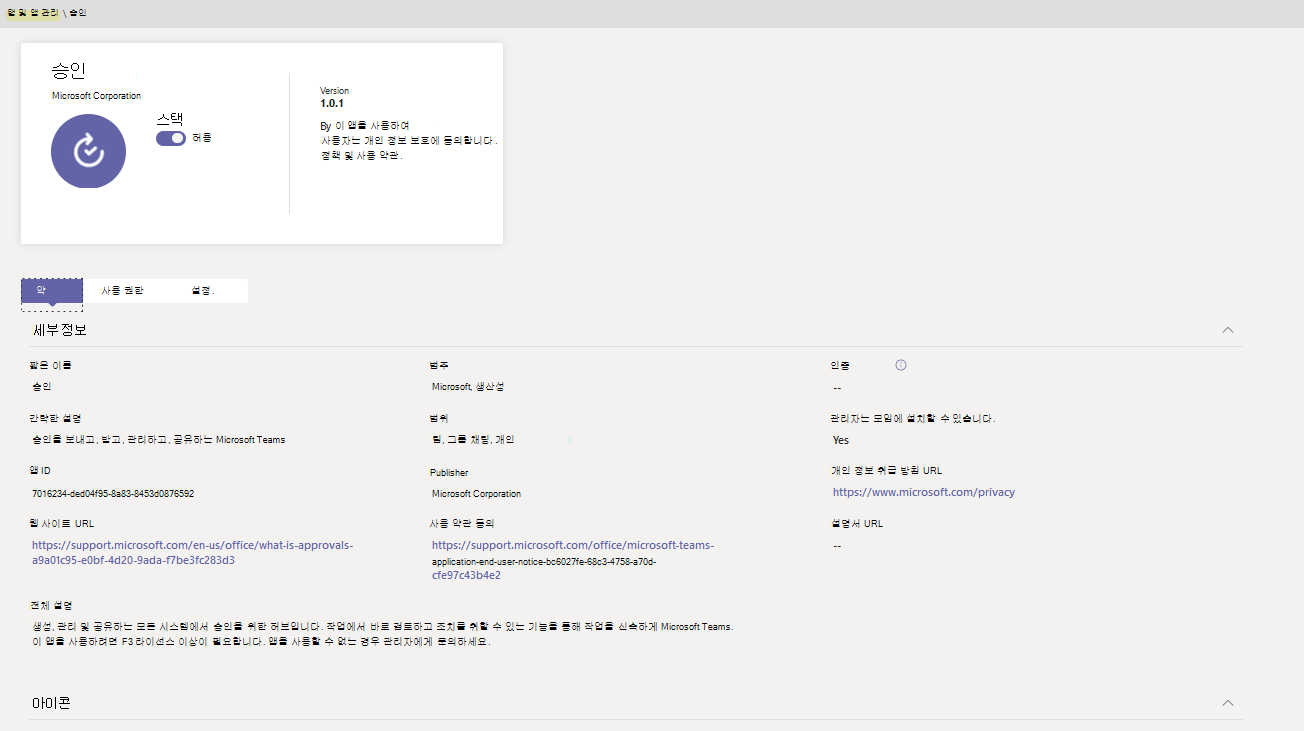 탭 및 앱 관리 \ 승인
승인
Microsoft Corporation
스택
허용
Version
1.0.1
By 이 앱을 사용하여
사용자는 개인 정보 보호에 동의합니다.
정책 및 사용 약관.
약
사용 권한
설정.
세부 정보
짧은 이름
범주
인증
승인
Microsoft, 생산성
--
간략한 설명
범위
관리자는 모임에 설치할 수 있습니다.
승인을 보내고, 받고, 관리하고, 공유하는 Microsoft Teams
팀, 그룹 채팅, 개인
Yes
앱 ID
Publisher
개인 정보 취급 방침 URL
7016234-ded04f95-8a83-8453d0876592
Microsoft Corporation
https://www.microsoft.com/privacy
웹 사이트 URL
사용 약관 동의
설명서 URL
https://support.microsoft.com/en-us/office/what-is-approvals-
a9a01c95-e0bf-4d20-9ada-f7be3fc283d3
https://support.microsoft.com/office/microsoft-teams-
application-end-user-notice-bc6027fe-68c3-4758-a70d-
cfe97c43b4e2
--
전체 설명
생성, 관리 및 공유하는 모든 시스템에서 승인을 위한 허브입니다. 작업에서 바로 검토하고 조치를 취할 수 있는 기능을 통해 작업을 신속하게 Microsoft Teams.
이 앱을 사용하려면 F3 라이선스 이상이 필요합니다. 앱을 사용할 수 없는 경우 관리자에게 문의하세요.
아이콘